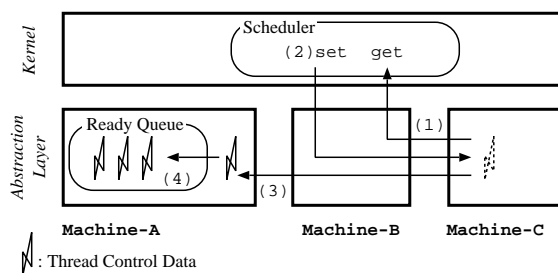 Scheduler
Kernel
(2)set get
(1)
Abstraction
Layer
Ready Queue
(4)
(3)
Machine-A Machine-B Machine-C
: Thread Control Data